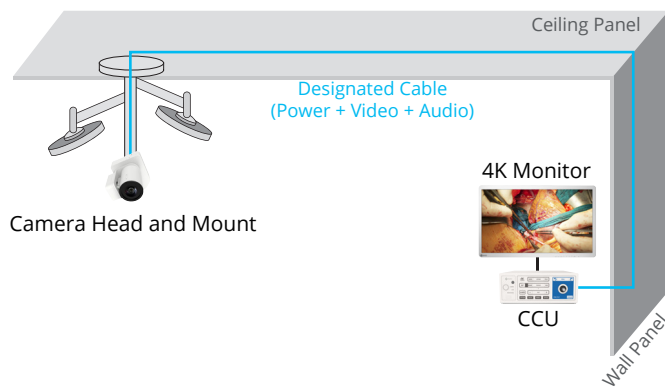 Ceiling Panel
Designated Cable
(Power + Video + Audio)
4K Monitor
Camera Head and Mount
CCU
Wall Panel